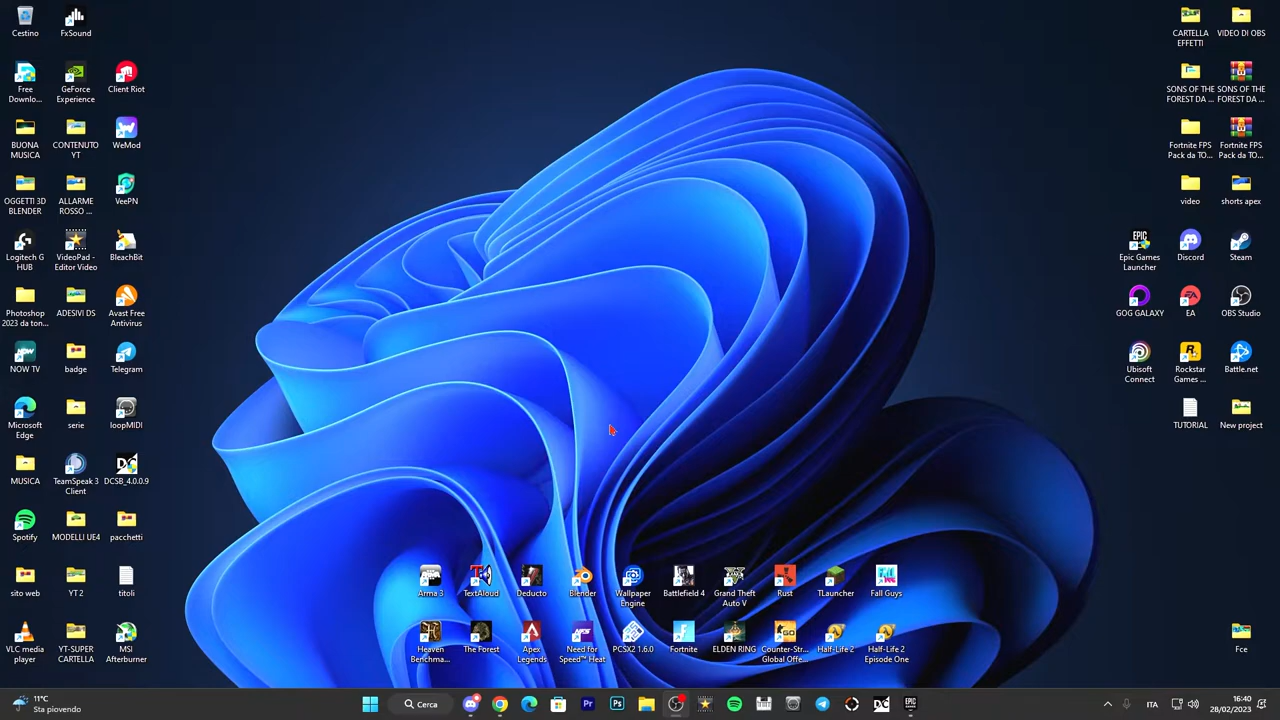 Cestino
FxSound
Free
Downlo...
GeForce
Experience
Client Riot
BUONA
MUSICA
CONTENUTO
YT
WeMod
OGGETTI 3D
BLENDER
ALLARME
ROSSO ...
VeePN
Logitech G
HUB
VideoPad -
Editor Video
BleachBit
Photoshop
2023 da ton...
ADESIVI DS
Avast Free
Antivirus
NOW TV
badge
Telegram
Microsoft
Edge
serie
loopMIDI
MUSICA
TeamSpeak 3
Client
DCSB_4.0.0.9
Spotify
MODELLI UE4
pacchetti
sito web
YT 2
titoli
VLC media
player
YT-SUPER
CARTELLA
MSI
Afterburner
Arma 3
TextAloud
Deducto
Blender
Wallpaper
Engine
Battlefield 4
Grand Theft
Auto V
Rust
TLauncher
Fall Guys
Heaven
Benchma...
The Forest
Apex
Legends
Need for
Speed™ Heat
PCSX2 1.6.0
Fortnite
ELDEN RING
Counter-Str...
Global Offe...
Half-Life 2
Half-Life 2
Episode One
CARTELLA
EFFETTI
VIDEO DI OBS
SONS OF THE
FOREST DA ...
SONS OF THE
FOREST DA ...
Fortnite FPS
Pack da TO...
Fortnite FPS
Pack da TO...
video
shorts apex
Epic Games
Launcher
Discord
Steam
GOG GALAXY
EA
OBS Studio
Ubisoft
Connect
Rockstar
Games ...
Battle.net
TUTORIAL
New project
Fce
11°C
Sta piovendo
Cerca
ITA
16:40
28/02/2023